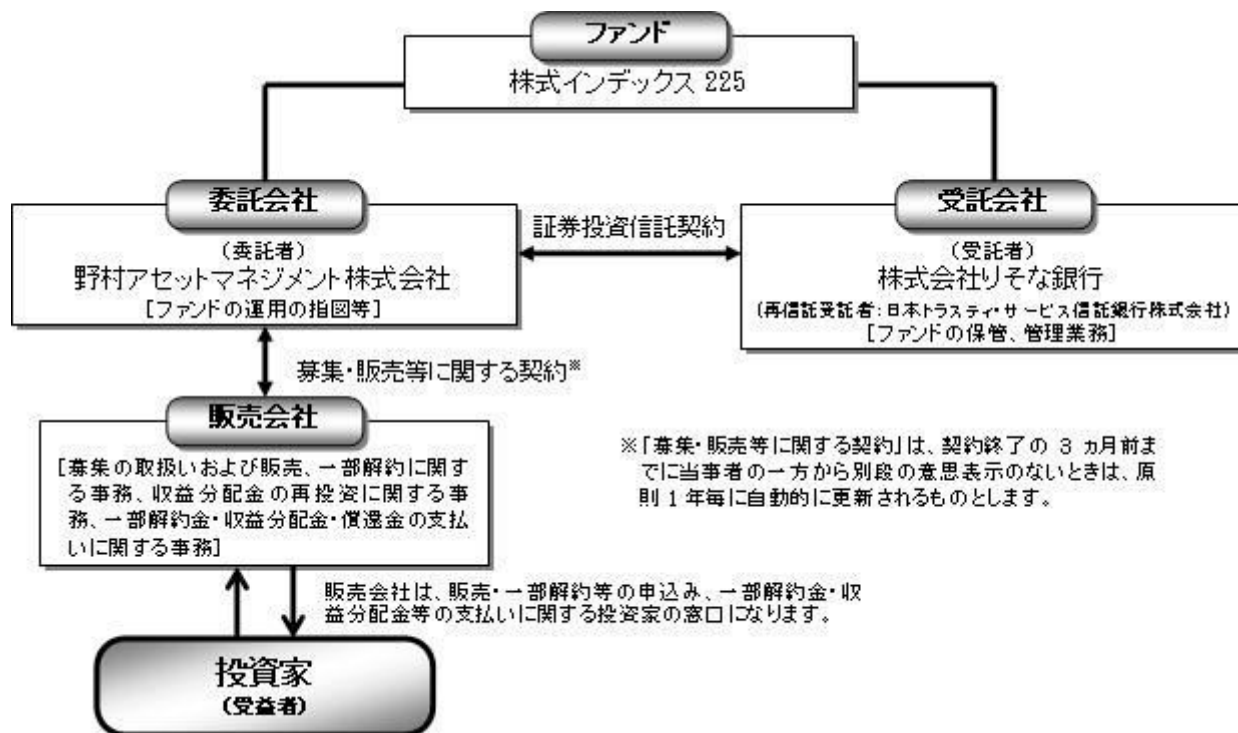 ファンド
株式インデックス 225
委託会社
(委託者)
野村アセットマネジメント株式会社
[ファンドの運用の指図等]
証券投資信託契約
受託会社
(受託者)
株式会社りそな銀行
(再信託受託者:日本トラスティ・サービス信託銀行株式会社)
[ファンドの保管、管理業務]
募集・販売等に関する契約※
販売会社
[募集の取扱いおよび販売、一部解約に関す
る事務、収益分配金の再投資に関する事
務、一部解約金・収益分配金・償還金の支払
いに関する事務]
※「募集・販売等に関する契約」は、契約終了の 3 ヵ月前ま
でに当事者の一方から別段の意思表示のないときは、原
則 1 年毎に自動的に更新されるものとします。
販売会社は、販売・一部解約等の申込み、一部解約金・収
益分配金等の支払いに関する投資家の窓口になります。
投資家
(受益者)